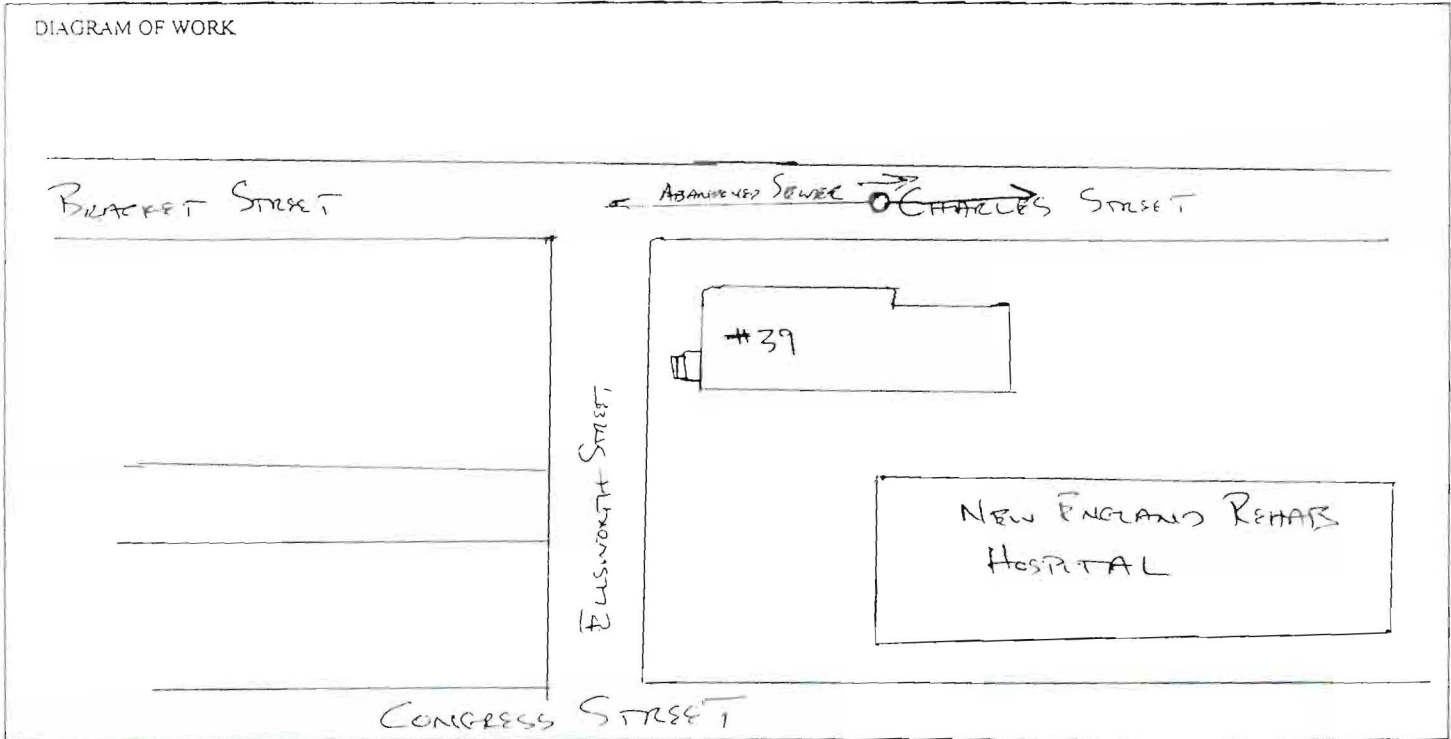 DIAGRAM OF WORK
BRACKET STREET
ABANDONED SEWER
CHARLES STREET
#39
ELLSWORTH STREET
NEW ENGLAND REHAB
HOSPITAL
CONGRESS STREET